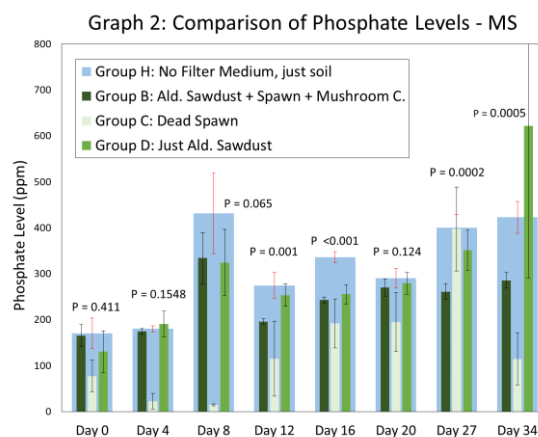 Graph 2: Comparison of Phosphate Levels - MS
800
700
600
500
400
300
200
100
0
Phosphate Level (ppm)
Group H: No Filter Medium, just soil
Group B: Ald. Sawdust + Spawn + Mushroom C.
Group C: Dead Spawn
Group D: Just Ald. Sawdust
P = 0.411
P = 0.1548
P = 0.065
P = 0.001
P <0.001
P = 0.124
P = 0.0002
P = 0.0005
Day 0 Day 4 Day 8 Day 12 Day 16 Day 20 Day 27 Day 34